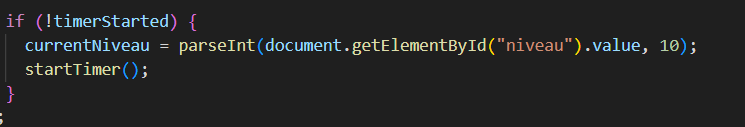 if (!timerStarted) {
  currentNiveau = parseInt(document.getElementById("niveau").value, 10);
  startTimer();
}
;